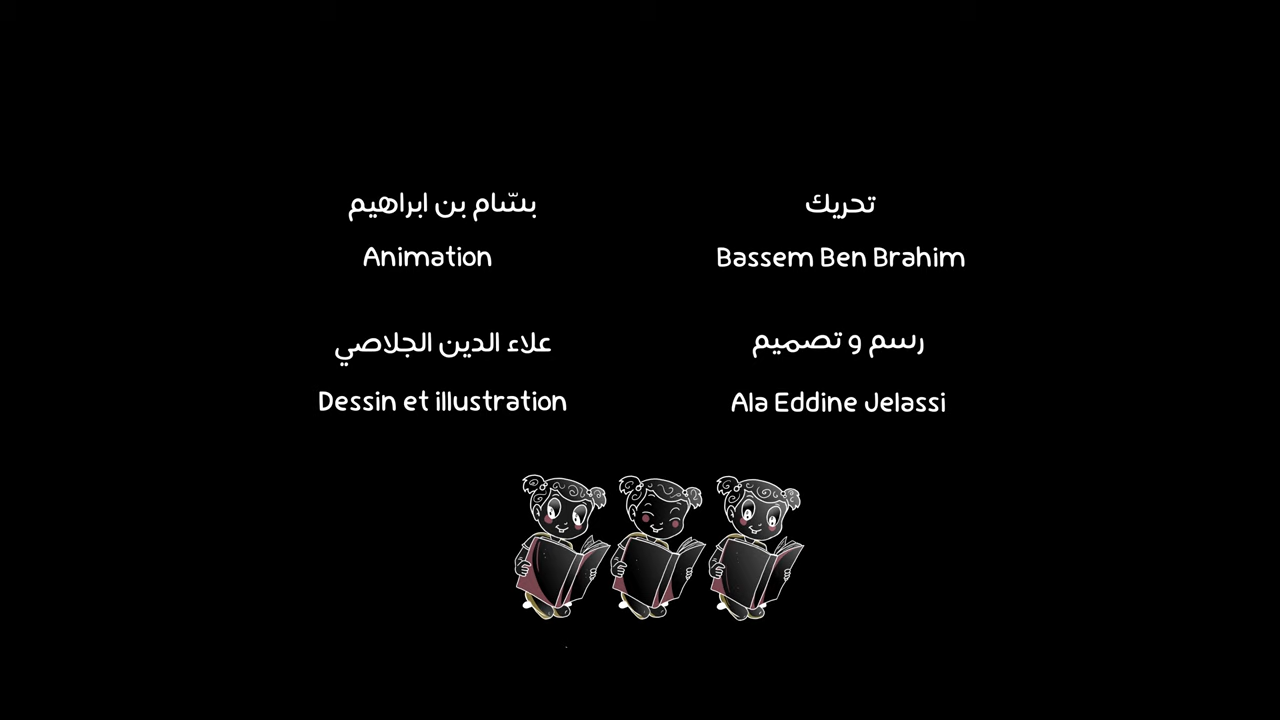 تحريك بسّام بن ابراهيم
Animation Bassem Ben Brahim
رسم و تصميم علاء الدين الجلاصي
Dessin et illustration Ala Eddine Jelassi